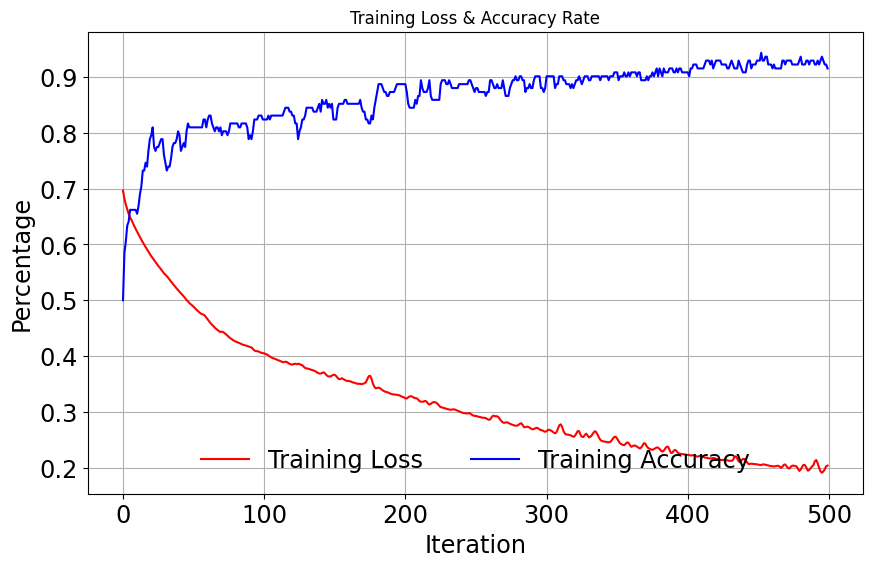 Training Loss & Accuracy Rate
Percentage
0.9
0.8
0.7
0.6
0.5
0.4
0.3
0.2
Training Loss Training Accuracy
0 100 200 300 400 500
Iteration